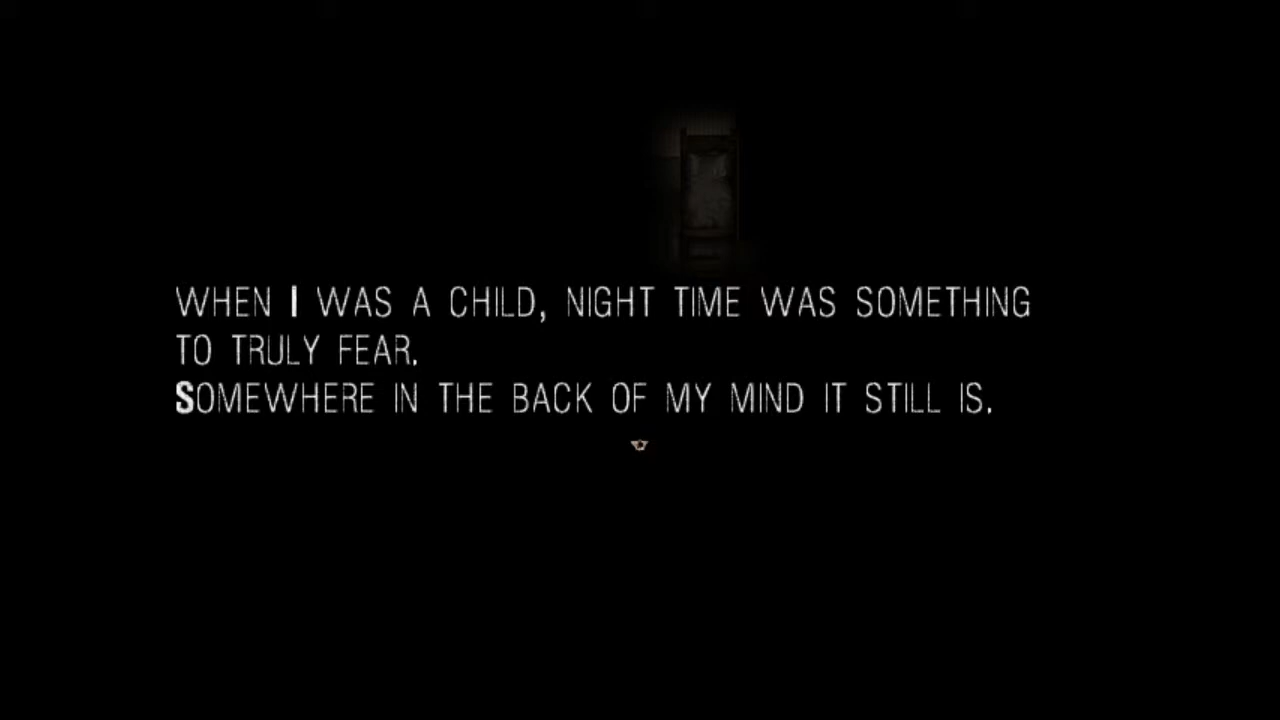 WHEN I WAS A CHILD, NIGHT TIME WAS SOMETHING
TO TRULY FEAR.
SOMEWHERE IN THE BACK OF MY MIND IT STILL IS.